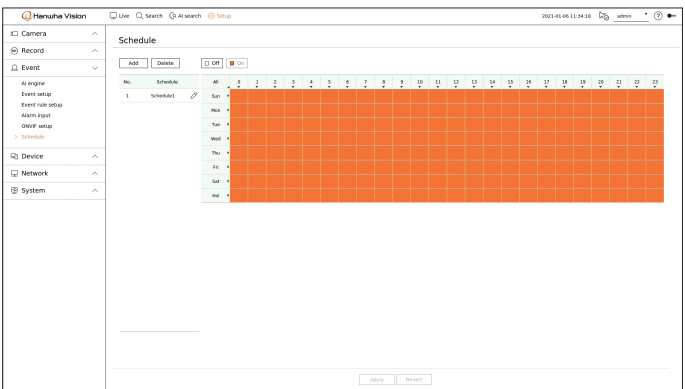 Hanwha Vision Live Search AI search Setup 2021-01-06 11:34:18 admin ?
Camera
Record
Event
AI engine
Event setup
Event rule setup
Alarm input
ONVIF setup
> Schedule
Device
Network
System
Schedule
Add Delete Off On
No. Schedule
1 Schedule1
All 0 1 2 3 4 5 6 7 8 9 10 11 12 13 14 15 16 17 18 19 20 21 22 23
Sun
Mon
Tue
Wed
Thu
Fri
Sat
Hol
Apply Revert